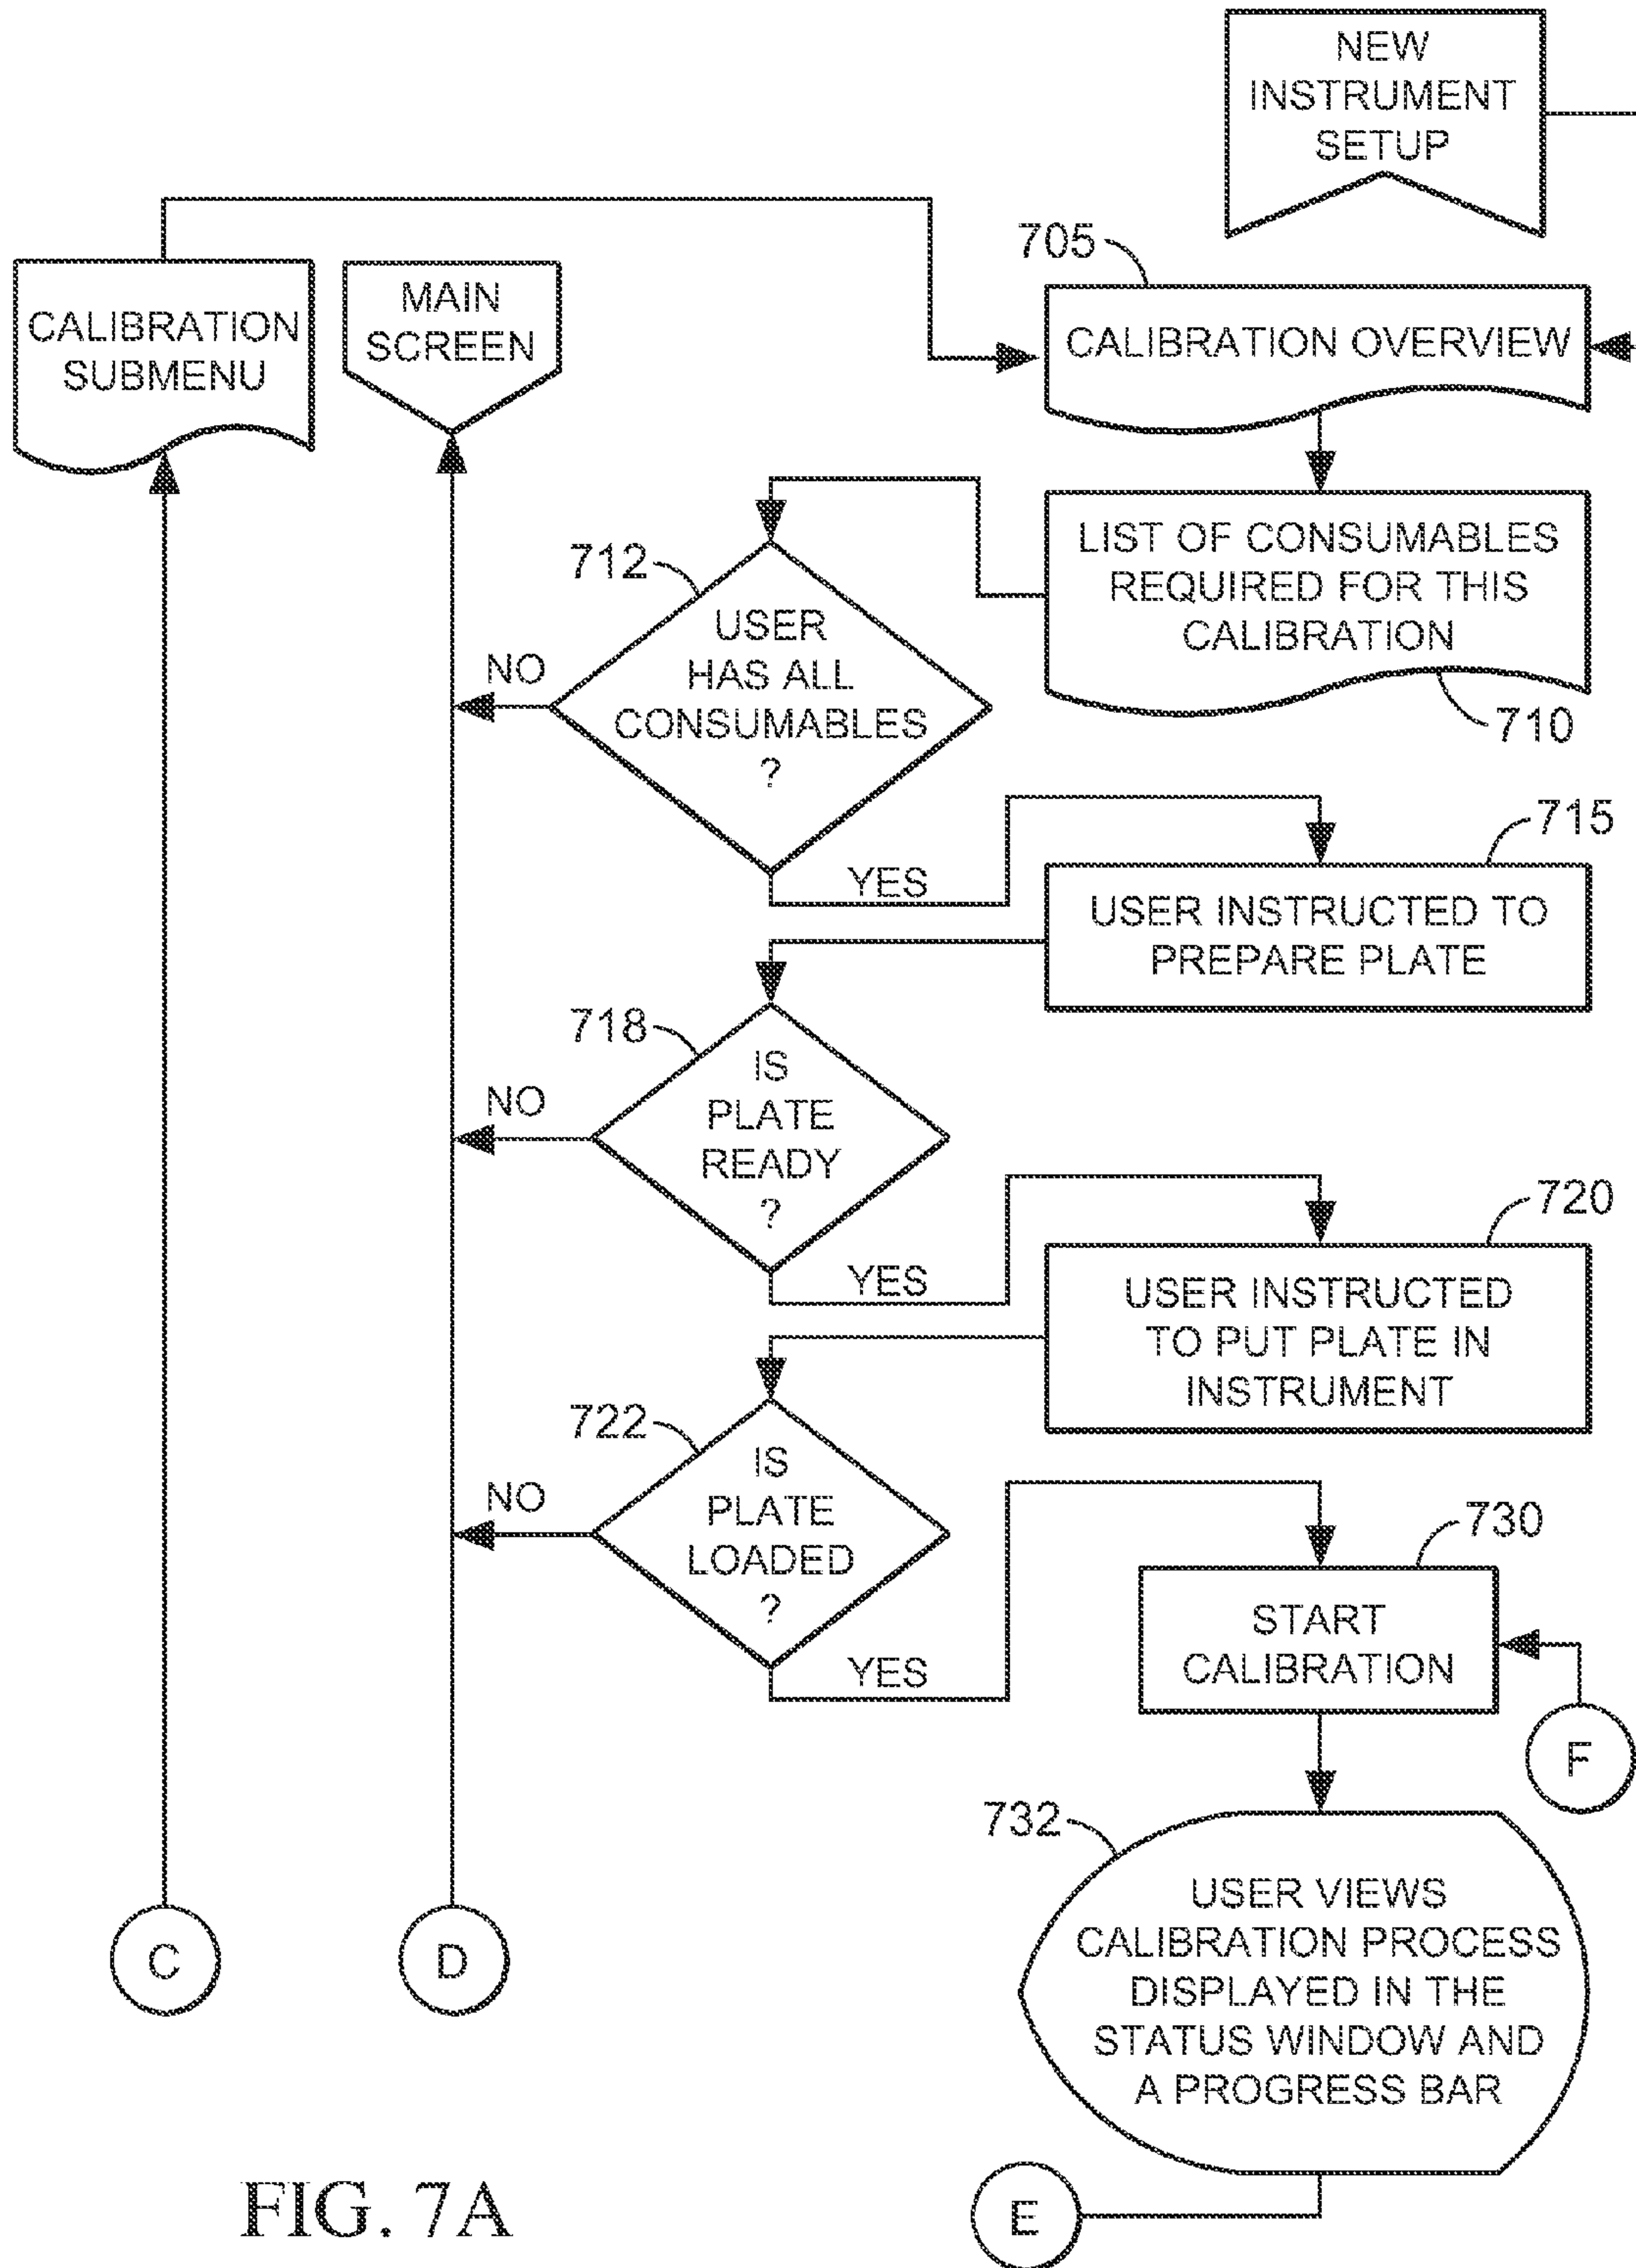 NEW
INSTRUMENT
SETUP
705
CALIBRATION
SUBMENU
MAIN
SCREEN
CALIBRATION OVERVIEW
712
LIST OF CONSUMABLES
REQUIRED FOR THIS
CALIBRATION
710
USER
HAS ALL
CONSUMABLES
?
NO
YES
715
USER INSTRUCTED TO
PREPARE PLATE
718
IS
PLATE
READY
?
NO
YES
720
USER INSTRUCTED
TO PUT PLATE IN
INSTRUMENT
722
IS
PLATE
LOADED
?
NO
YES
730
START
CALIBRATION
F
732
USER VIEWS
CALIBRATION PROCESS
DISPLAYED IN THE
STATUS WINDOW AND
A PROGRESS BAR
C
D
E
FIG. 7A